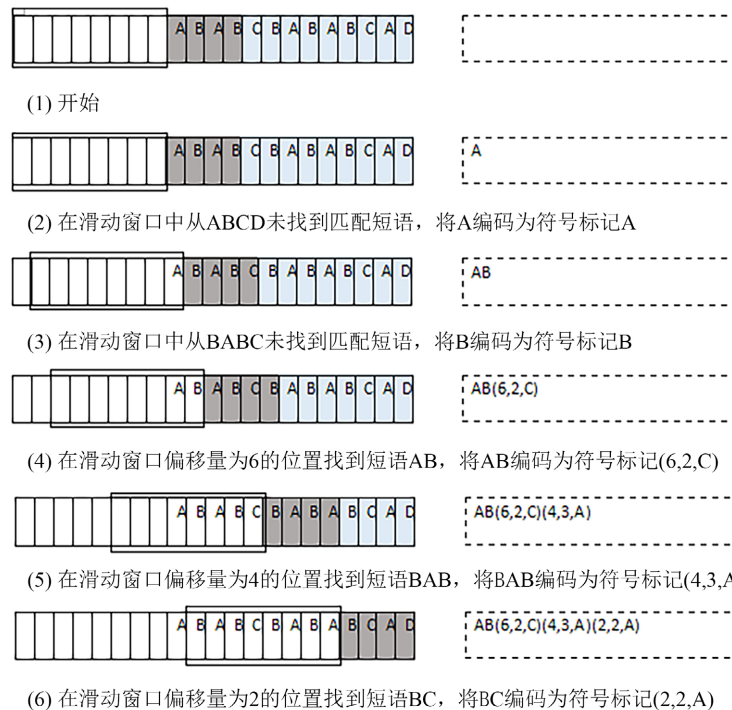 A B A B C B A B A B C A D
(1) 开始
A B A B C B A B A B C A D
A
(2) 在滑动窗口中从ABCD未找到匹配短语，将A编码为符号标记A
A B A B C B A B A B C A D
AB
(3) 在滑动窗口中从BABC未找到匹配短语，将B编码为符号标记B
A B A B C B A B A B C A D
AB(6,2,C)
(4) 在滑动窗口偏移量为6的位置找到短语AB，将AB编码为符号标记(6,2,C)
A B A B C B A B A B C A D
AB(6,2,C)(4,3,A)
(5) 在滑动窗口偏移量为4的位置找到短语BAB，将BAB编码为符号标记(4,3,A
A B A B C B A B A B C A D
AB(6,2,C)(4,3,A)(2,2,A)
(6) 在滑动窗口偏移量为2的位置找到短语BC，将BC编码为符号标记(2,2,A)